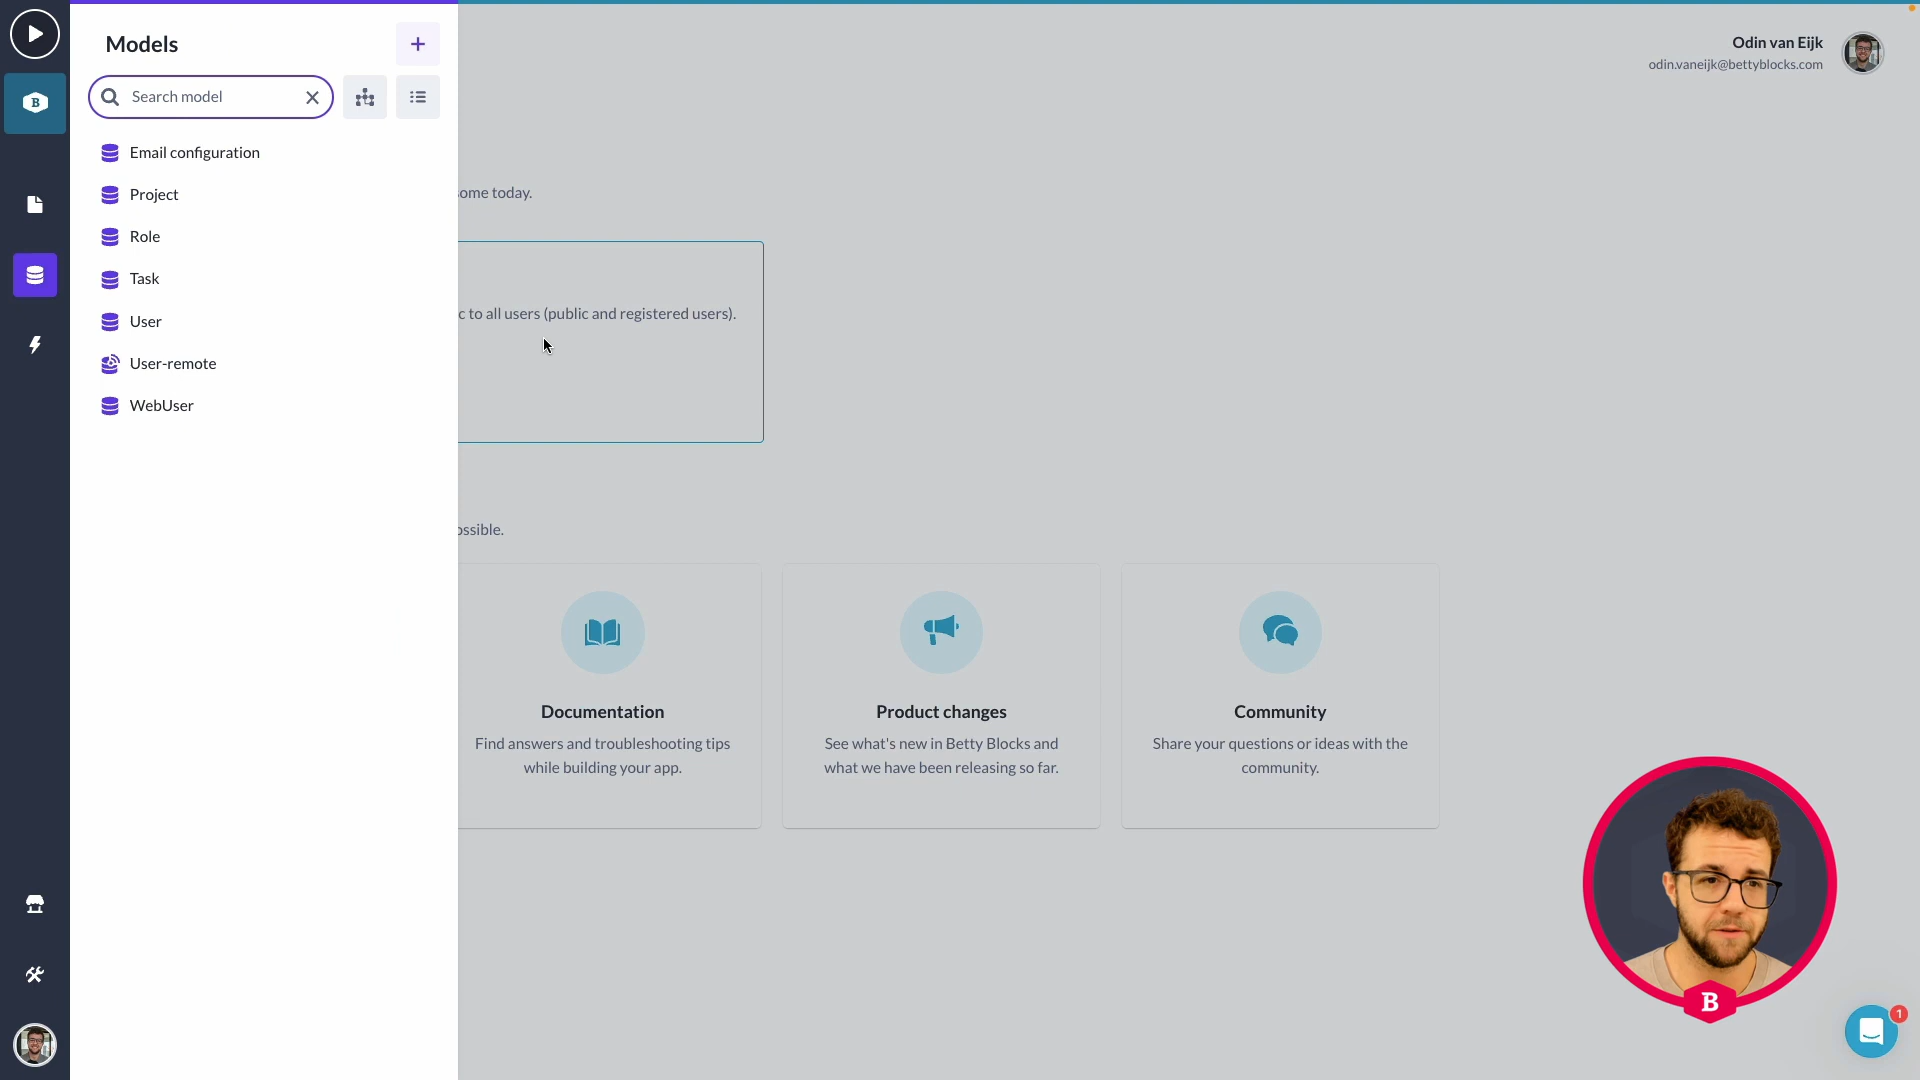 Models
+
Search model
Email configuration
Project
Role
Task
User
User-remote
WebUser
Odin van Eijk
odin.vaneijk@bettyblocks.com
ome today.
c to all users (public and registered users).
ossible.
Documentation
Find answers and troubleshooting tips
while building your app.
Product changes
See what's new in Betty Blocks and
what we have been releasing so far.
Community
Share your questions or ideas with the
community.
B
B
1